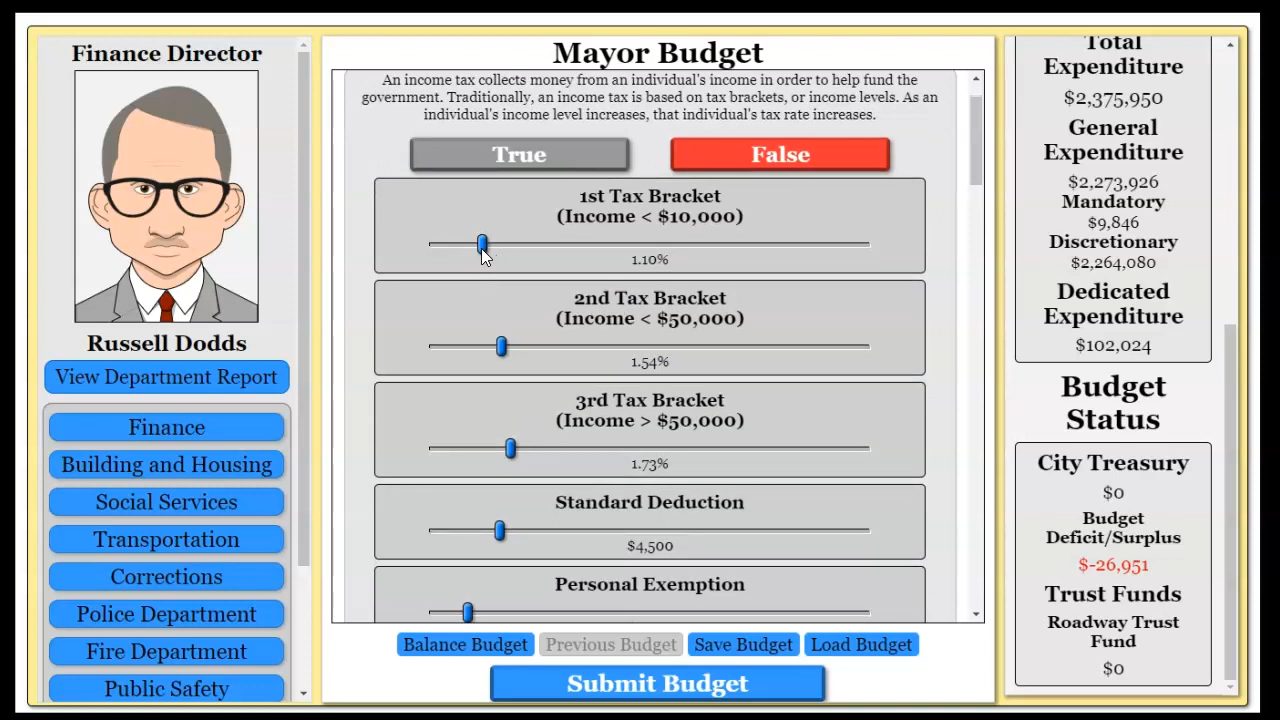 Finance Director
Russell Dodds
View Department Report
Finance
Building and Housing
Social Services
Transportation
Corrections
Police Department
Fire Department
Public Safety
Mayor Budget
An income tax collects money from an individual's income in order to help fund the
government. Traditionally, an income tax is based on tax brackets, or income levels. As an
individual's income level increases, that individual's tax rate increases.
True
False
1st Tax Bracket
(Income < $10,000)
1.10%
2nd Tax Bracket
(Income < $50,000)
1.54%
3rd Tax Bracket
(Income > $50,000)
1.73%
Standard Deduction
$4,500
Personal Exemption
Balance Budget
Previous Budget
Save Budget
Load Budget
Submit Budget
Total
Expenditure
$2,375,950
General
Expenditure
$2,273,926
Mandatory
$9,846
Discretionary
$2,264,080
Dedicated
Expenditure
$102,024
Budget
Status
City Treasury
$0
Budget
Deficit/Surplus
$-26,951
Trust Funds
Roadway Trust
Fund
$0